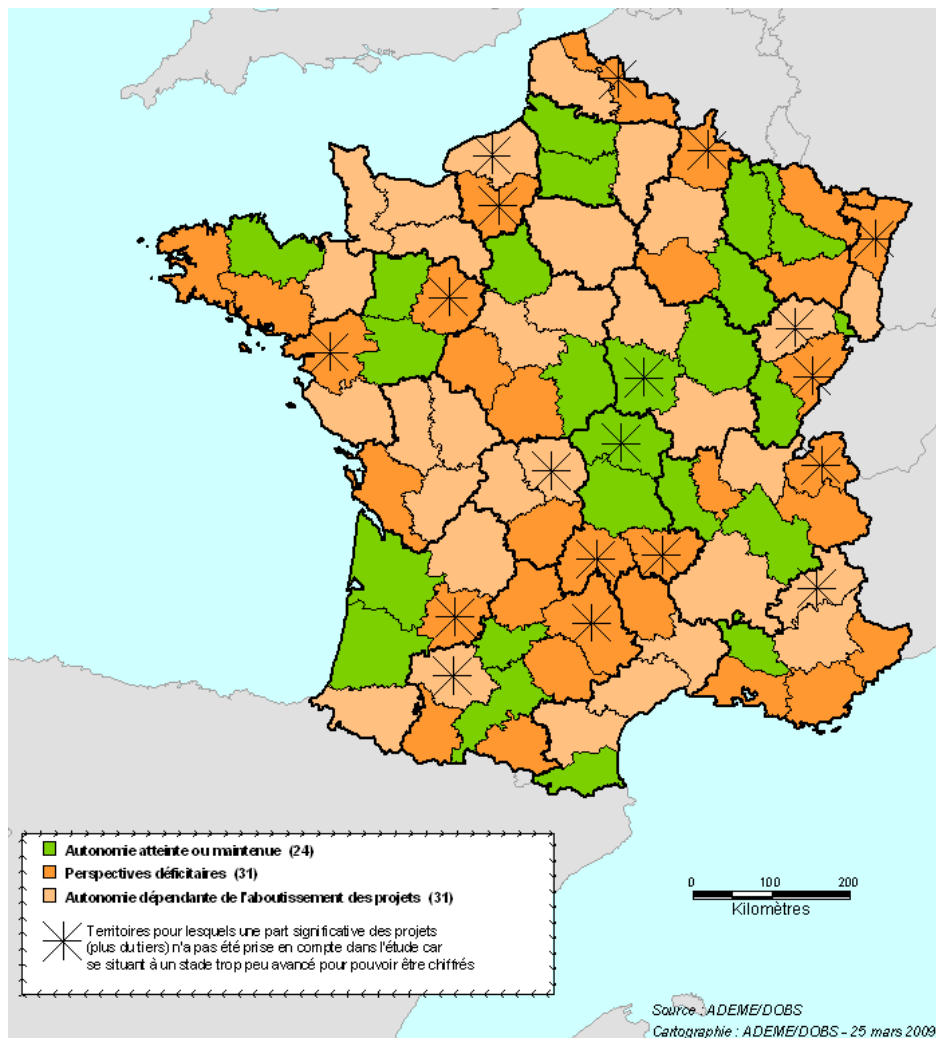 Autonomie atteinte ou maintenue (24)
Perspectives déficitaires (31)
Autonomie dépendante de l'aboutissement des projets (31)
Territoires pour lesquels une part significative des projets
(plus du tiers) n'a pas été prise en compte dans l'étude car
se situant à un stade trop peu avancé pour pouvoir être chiffrés
0 100 200
Kilomètres
Source : ADEME/DOBS
Cartographie : ADEME/DOBS - 25 mars 2009